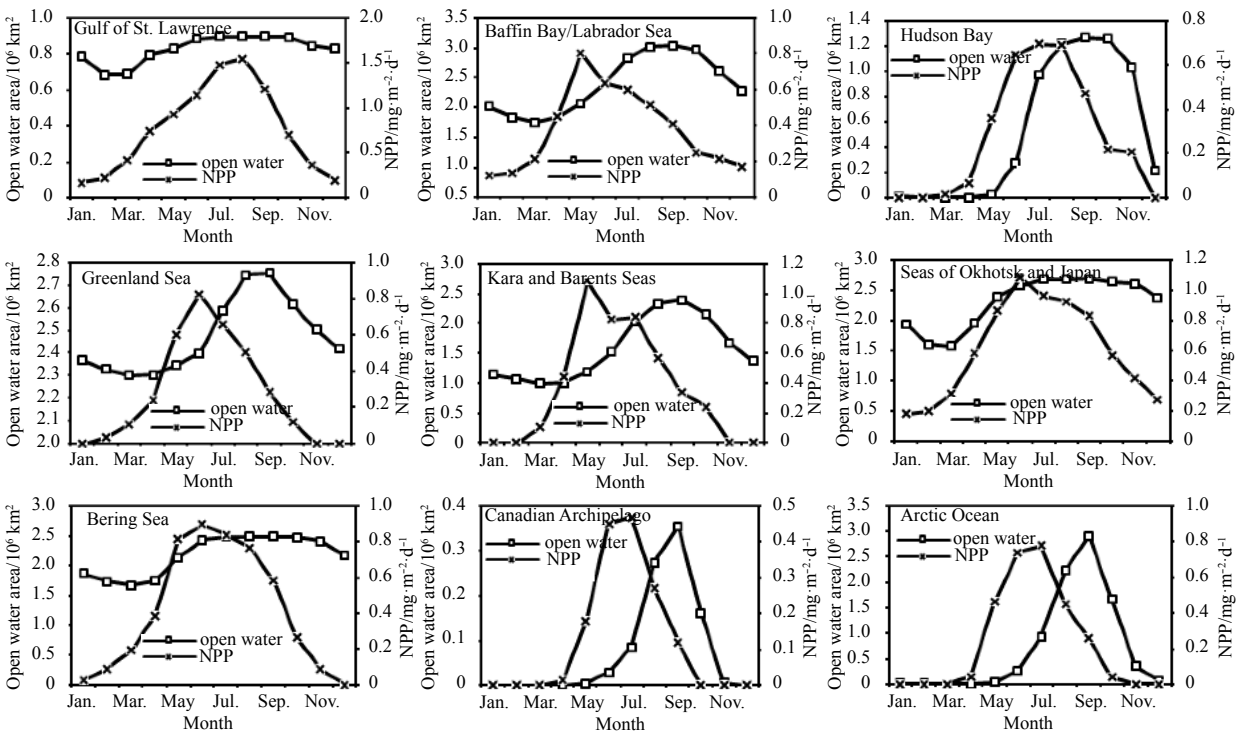 Gulf of St. Lawrence
Open water area/10⁶ km²
1.0
0.8
0.6
0.4
0.2
0
2.0
1.5
1.0
0.5
0
NPP/mg·m⁻²·d⁻¹
open water
NPP
Jan. Mar. May Jul. Sep. Nov.
Month
Baffin Bay/Labrador Sea
Open water area/10⁶ km²
3.5
3.0
2.5
2.0
1.5
1.0
0.5
1.0
0.8
0.6
0.4
0.2
0
NPP/mg·m⁻²·d⁻¹
open water
NPP
Jan. Mar. May Jul. Sep. Nov.
Month
Hudson Bay
Open water area/10⁶ km²
1.4
1.2
1.0
0.8
0.6
0.4
0.2
0
0.8
0.6
0.4
0.2
0
NPP/mg·m⁻²·d⁻¹
open water
NPP
Jan. Mar. May Jul. Sep. Nov.
Month
Greenland Sea
Open water area/10⁶ km²
2.8
2.7
2.6
2.5
2.4
2.3
2.2
2.1
2.0
1.0
0.8
0.6
0.4
0.2
0
NPP/mg·m⁻²·d⁻¹
open water
NPP
Jan. Mar. May Jul. Sep. Nov.
Month
Kara and Barents Seas
Open water area/10⁶ km²
3.0
2.5
2.0
1.5
1.0
0.5
0
1.2
1.0
0.8
0.6
0.4
0.2
0
NPP/mg·m⁻²·d⁻¹
open water
NPP
Jan. Mar. May Jul. Sep. Nov.
Month
Seas of Okhotsk and Japan
Open water area/10⁶ km²
3.0
2.5
2.0
1.5
1.0
0.5
0
1.2
1.0
0.8
0.6
0.4
0.2
0
NPP/mg·m⁻²·d⁻¹
open water
NPP
Jan. Mar. May Jul. Sep. Nov.
Month
Bering Sea
Open water area/10⁶ km²
3.0
2.5
2.0
1.5
1.0
0.5
0
1.0
0.8
0.6
0.4
0.2
0
NPP/mg·m⁻²·d⁻¹
open water
NPP
Jan. Mar. May Jul. Sep. Nov.
Month
Canadian Archipelago
Open water area/10⁶ km²
0.4
0.3
0.2
0.1
0
0.5
0.4
0.3
0.2
0.1
0
NPP/mg·m⁻²·d⁻¹
open water
NPP
Jan. Mar. May Jul. Sep. Nov.
Month
Arctic Ocean
Open water area/10⁶ km²
3.5
3.0
2.5
2.0
1.5
1.0
0.5
0
1.0
0.8
0.6
0.4
0.2
0
NPP/mg·m⁻²·d⁻¹
open water
NPP
Jan. Mar. May Jul. Sep. Nov.
Month